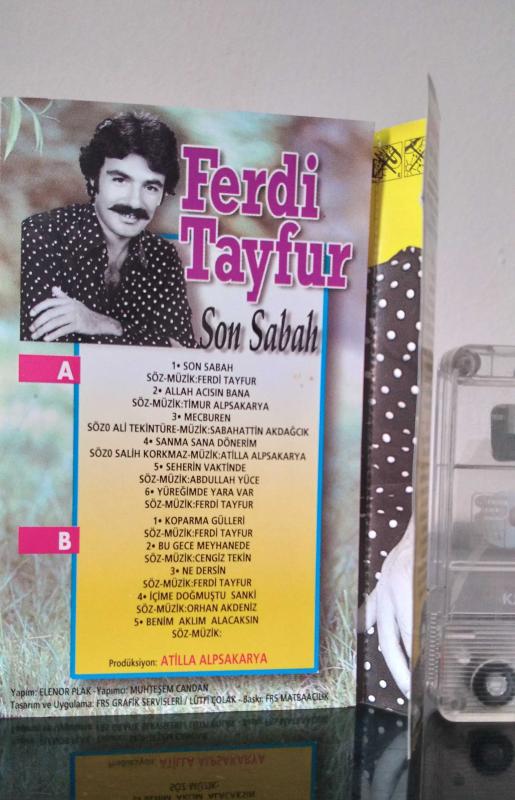 Ferdi
Tayfur
Son Sabah
A
1• SON SABAH
SÖZ-MÜZİK:FERDİ TAYFUR
2• ALLAH ACISIN BANA
SÖZ-MÜZİK:TİMUR ALPSAKARYA
3• MECBUREN
SÖZ0 ALİ TEKİNTÜRE-MÜZİK:SABAHATTİN AKDAĞCIK
4• SANMA SANA DÖNERİM
SÖZ0 SALİH KORKMAZ-MÜZİK:ATİLLA ALPSAKARYA
5• SEHERİN VAKTİNDE
SÖZ-MÜZİK:ABDULLAH YÜCE
6• YÜREĞİMDE YARA VAR
SÖZ-MÜZİK:FERDİ TAYFUR
B
1• KOPARMA GÜLLERİ
SÖZ-MÜZİK:FERDİ TAYFUR
2• BU GECE MEYHANEDE
SÖZ-MÜZİK:CENGİZ TEKİN
3• NE DERSİN
SÖZ-MÜZİK:FERDİ TAYFUR
4• İÇİME DOĞMUŞTU SANKİ
SÖZ-MÜZİK:ORHAN AKDENİZ
5• BENİM AKLIM ALACAKSIN
SÖZ-MÜZİK:
Prodüksiyon: ATİLLA ALPSAKARYA
Yapım: ELENOR PLAK - Yapımcı: MUHTEŞEM CANDAN
Tasarım ve Uygulama: FRS GRAFİK SERVİSLERİ / LÜTFİ ÇOLAK - Baskı: FRS MATBAACILIK